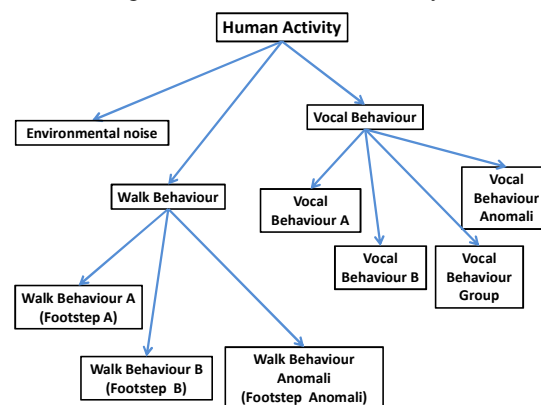 Human Activity
Environmental noise
Vocal Behaviour
Walk Behaviour
Vocal
Behaviour A
Vocal
Behaviour B
Vocal
Behaviour
Group
Vocal
Behaviour
Anomali
Walk Behaviour A
(Footstep A)
Walk Behaviour B
(Footstep B)
Walk Behaviour
Anomali
(Footstep Anomali)